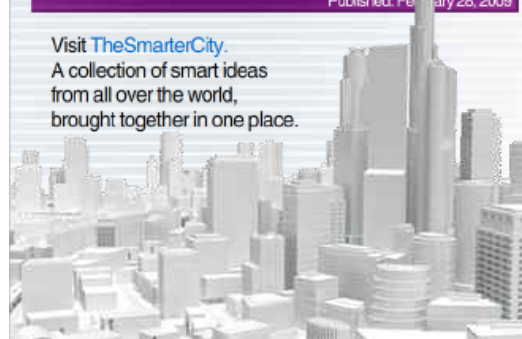 Published: February 28, 2009
Visit TheSmarterCity.
A collection of smart ideas
from all over the world,
brought together in one place.